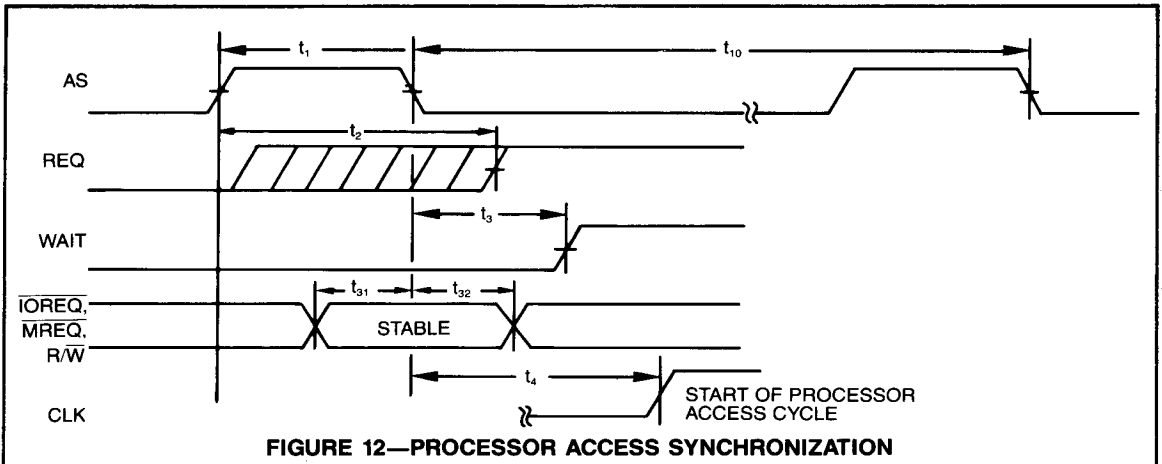 t₁
t₁₀
AS
t₂
REQ
t₃
WAIT
t₃₁
t₃₂
IOREQ,
MREQ,
R/W
STABLE
t₄
CLK
START OF PROCESSOR
ACCESS CYCLE
FIGURE 12—PROCESSOR ACCESS SYNCHRONIZATION